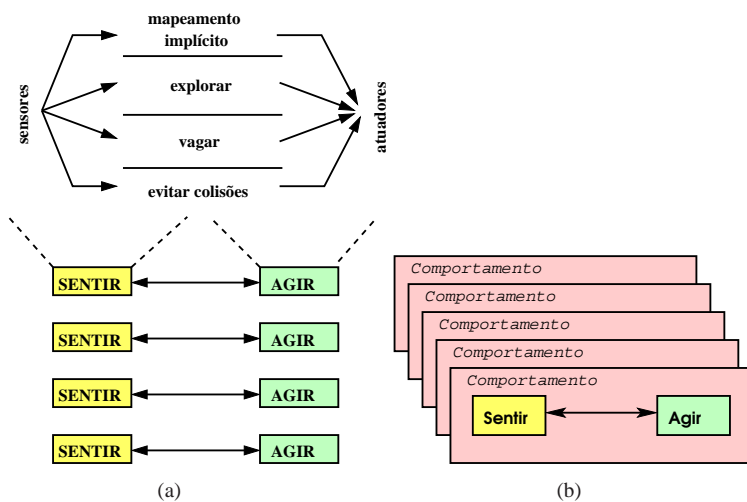 mapeamento
implícito
explorar
vagar
evitar colisões
sensores
atuadores
SENTIR AGIR
SENTIR AGIR
SENTIR AGIR
SENTIR AGIR
(a)
Comportamento
Comportamento
Comportamento
Comportamento
Comportamento
Sentir Agir
(b)